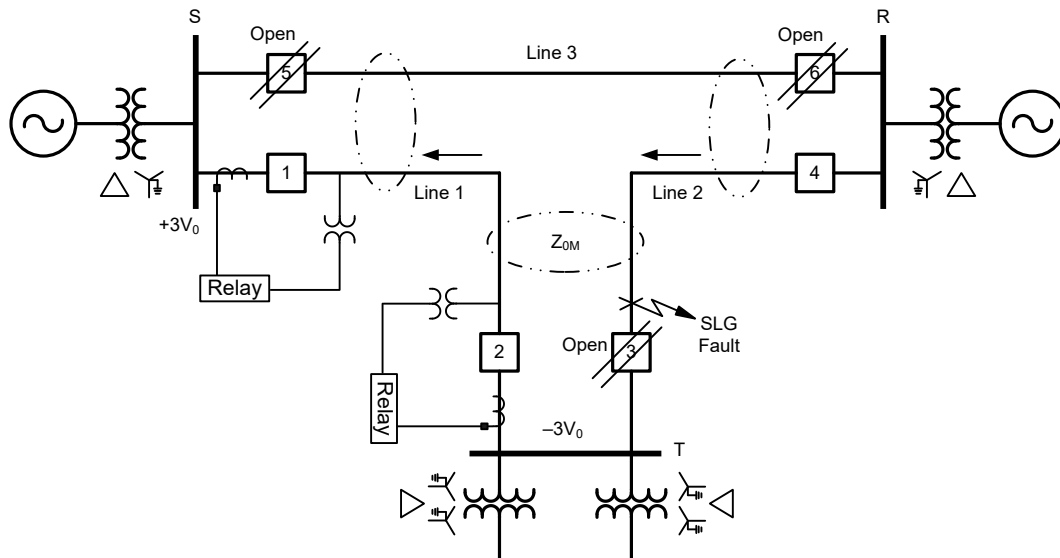 S
R
Open
Line 3
Open
5
6
1
4
Line 1
Line 2
+3V₀
Z₀M
Relay
SLG
Fault
2
Open
3
Relay
–3V₀
T